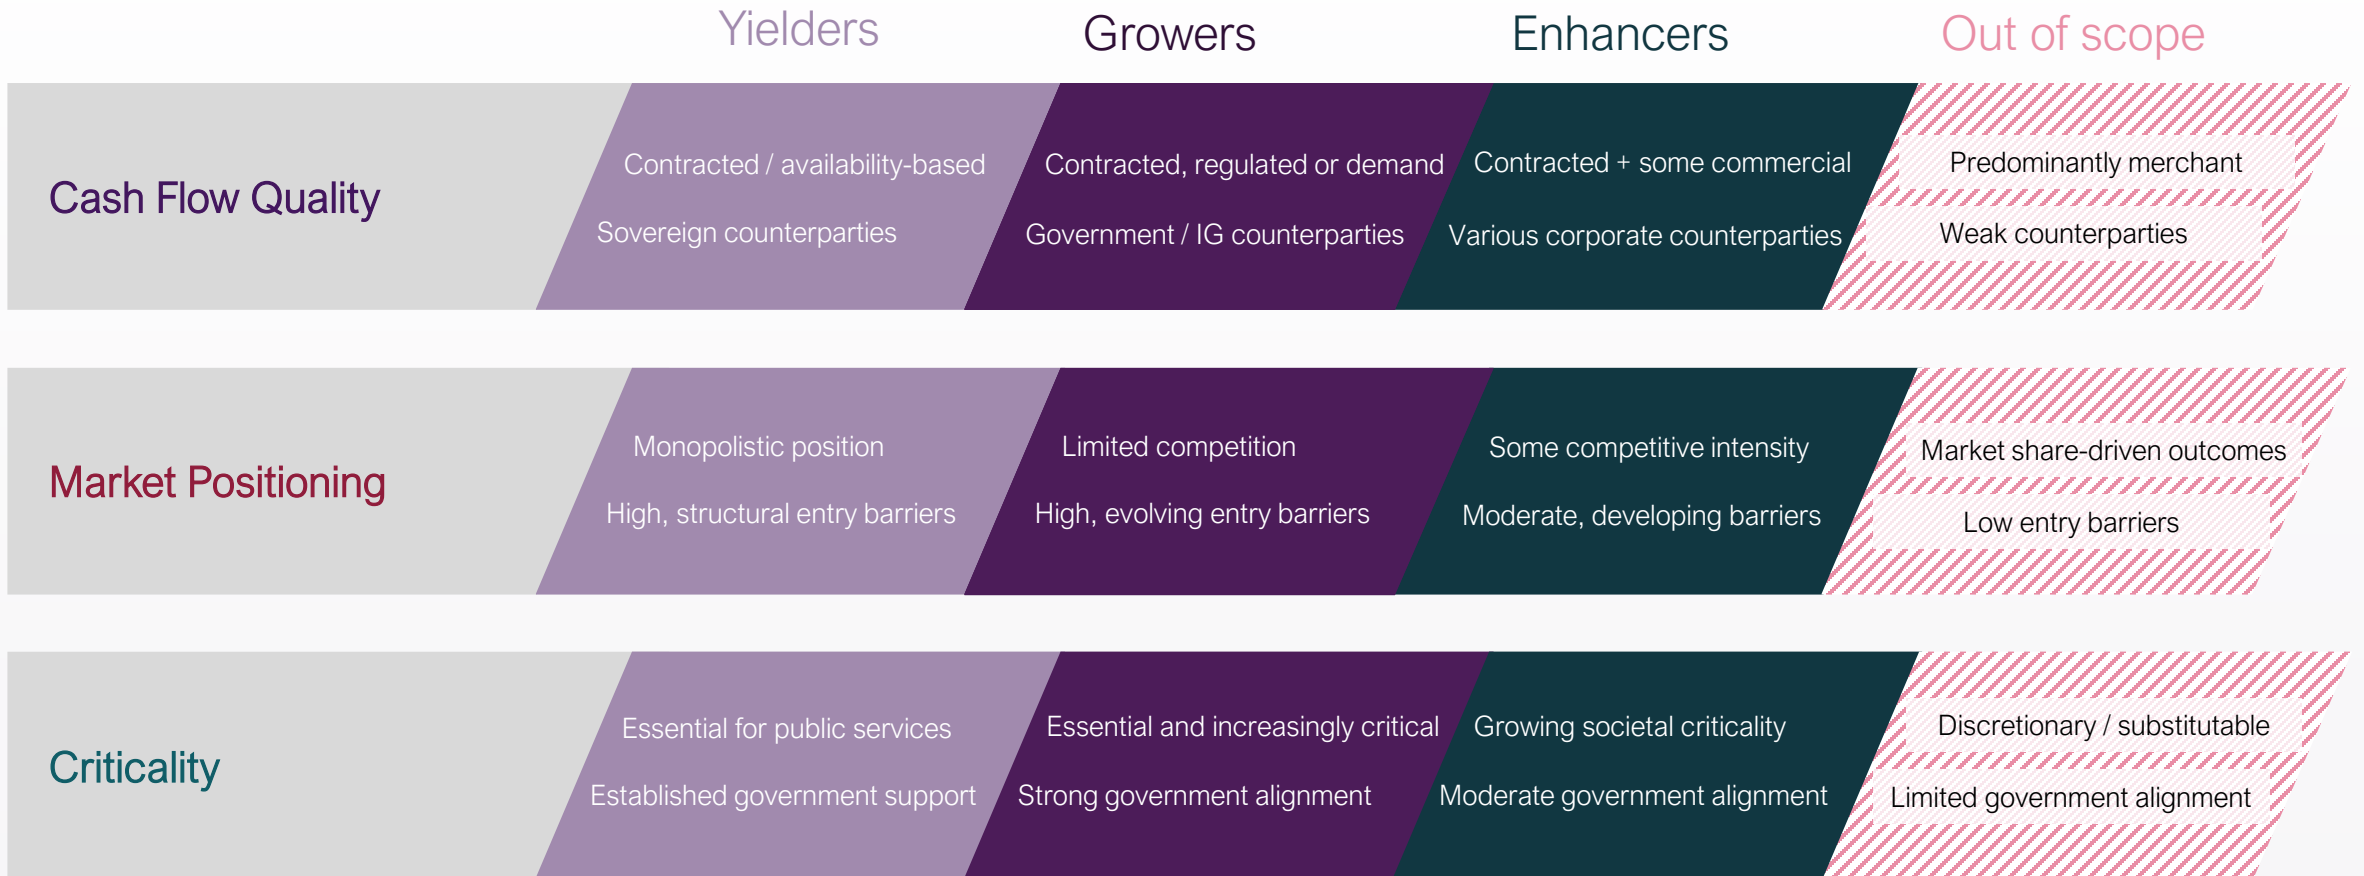 Yielders
Growers
Enhancers
Out of scope
Cash Flow Quality
Contracted / availability-based
Sovereign counterparties
Contracted, regulated or demand
Government / IG counterparties
Contracted + some commercial
Various corporate counterparties
Predominantly merchant
Weak counterparties
Market Positioning
Monopolistic position
High, structural entry barriers
Limited competition
High, evolving entry barriers
Some competitive intensity
Moderate, developing barriers
Market share-driven outcomes
Low entry barriers
Criticality
Essential for public services
Established government support
Essential and increasingly critical
Strong government alignment
Growing societal criticality
Moderate government alignment
Discretionary / substitutable
Limited government alignment